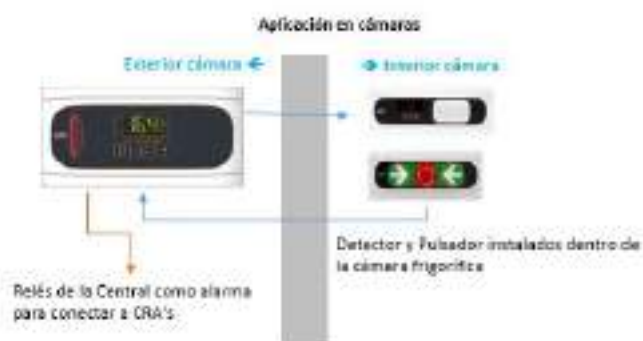 Aplicación en cámaras
Exterior cámara
Interior cámara
Detector y Pulsador instalados dentro de
la cámara frigorífica
Relés de la Central como alarma
para conectar a CRA's